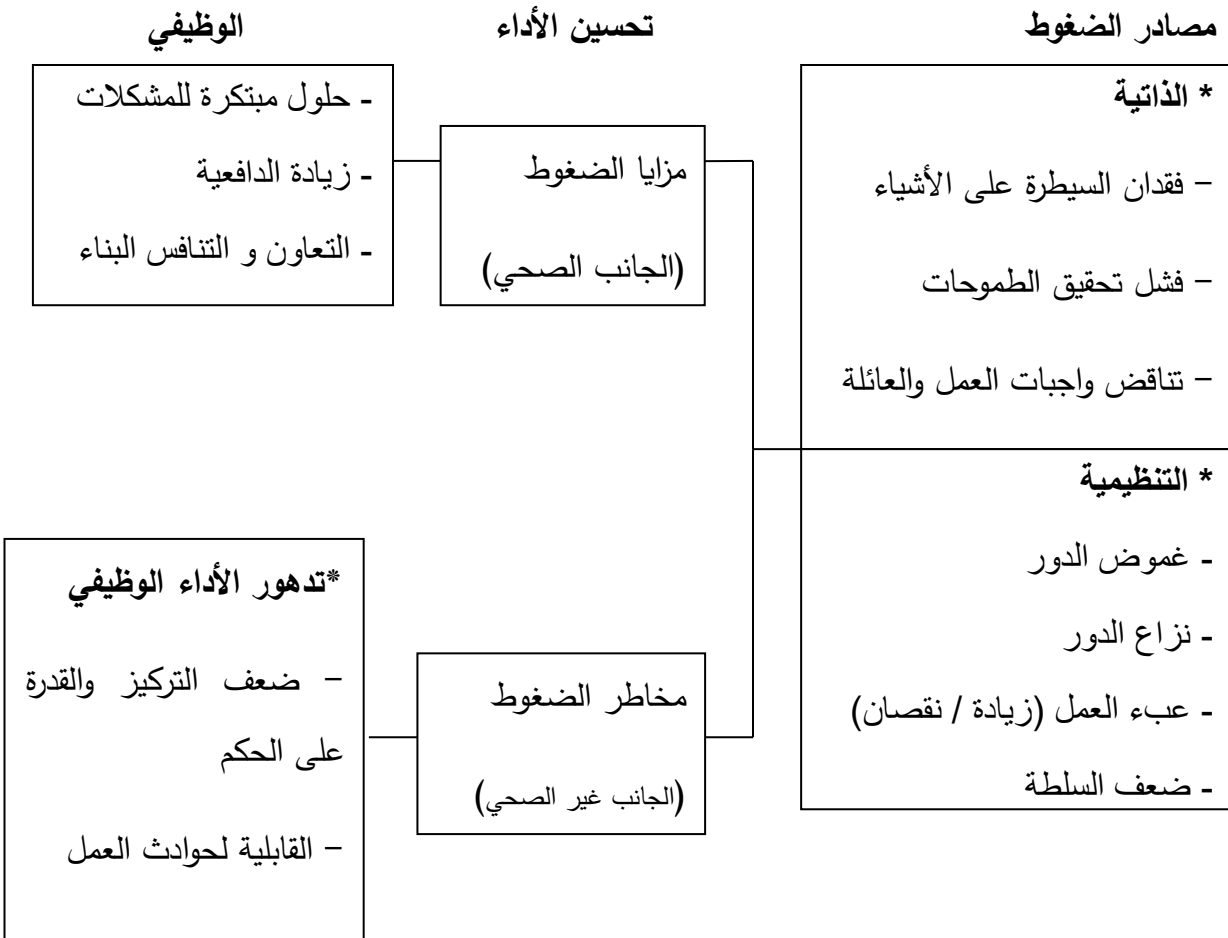 مصادر الضغوط
تحسين الأداء
الوظيفي
* الذاتية
– فقدان السيطرة على الأشياء
– فشل تحقيق الطموحات
– تناقض واجبات العمل والعائلة
* التنظيمية
- غموض الدور
- نزاع الدور
- عبء العمل (زيادة / نقصان)
- ضعف السلطة
مزايا الضغوط
(الجانب الصحي)
- حلول مبتكرة للمشكلات
- زيادة الدافعية
- التعاون و التنافس البناء
مخاطر الضغوط
(الجانب غير الصحي)
*تدهور الأداء الوظيفي
– ضعف التركيز والقدرة
على الحكم
– القابلية لحوادث العمل